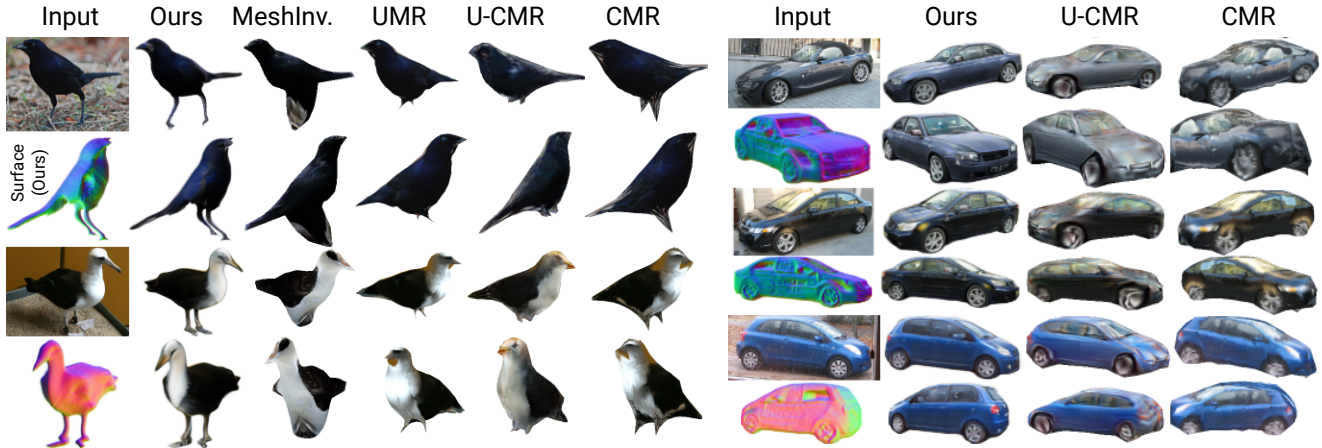 Input Ours MeshInv. UMR U-CMR CMR Input Ours U-CMR CMR
Surface
(Ours)